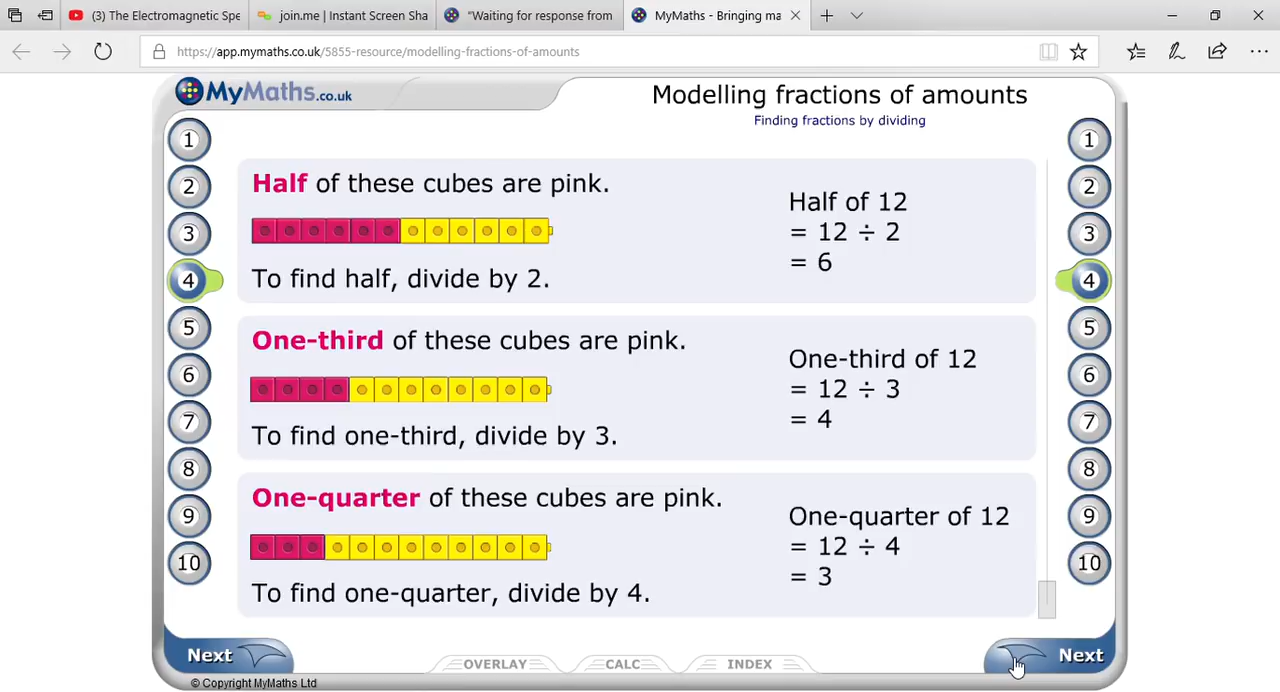 (3) The Electromagnetic Spe
join.me | Instant Screen Sha
"Waiting for response from
MyMaths - Bringing ma
https://app.mymaths.co.uk/5855-resource/modelling-fractions-of-amounts
MyMaths.co.uk
Modelling fractions of amounts
Finding fractions by dividing
1
2
3
4
5
6
7
8
9
10
Half of these cubes are pink.
To find half, divide by 2.
Half of 12
= 12 ÷ 2
= 6
One-third of these cubes are pink.
To find one-third, divide by 3.
One-third of 12
= 12 ÷ 3
= 4
One-quarter of these cubes are pink.
To find one-quarter, divide by 4.
One-quarter of 12
= 12 ÷ 4
= 3
1
2
3
4
5
6
7
8
9
10
Next
OVERLAY
CALC
INDEX
Next
© Copyright MyMaths Ltd